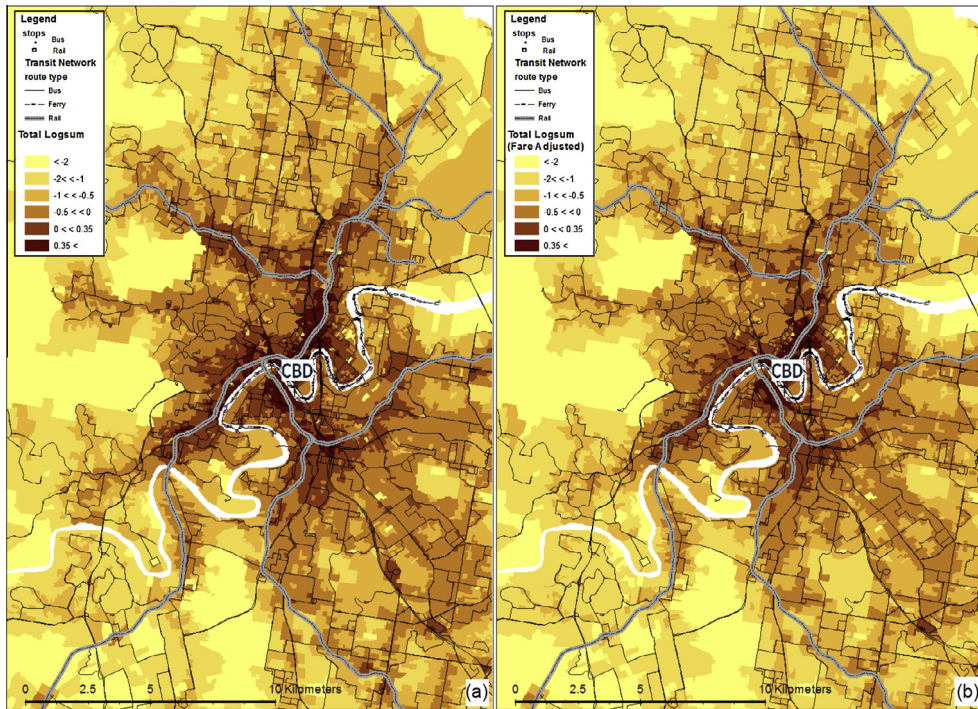 Legend
stops
Bus
Rail
Transit Network
route type
Bus
Ferry
Rail
Total Logsum
< -2
-2< < -1
-1 < <-0.5
-0.5 < <0
0 < < 0.35
0.35 <
CBD
0 2.5 5 10 Kilometers
(a)
Legend
stops
Bus
Rail
Transit Network
route type
Bus
Ferry
Rail
Total Logsum
(Fare Adjusted)
< -2
-2< < -1
-1 < <-0.5
-0.5 < <0
0 < < 0.35
0.35 <
CBD
0 2.5 5 10 Kilometers
(b)